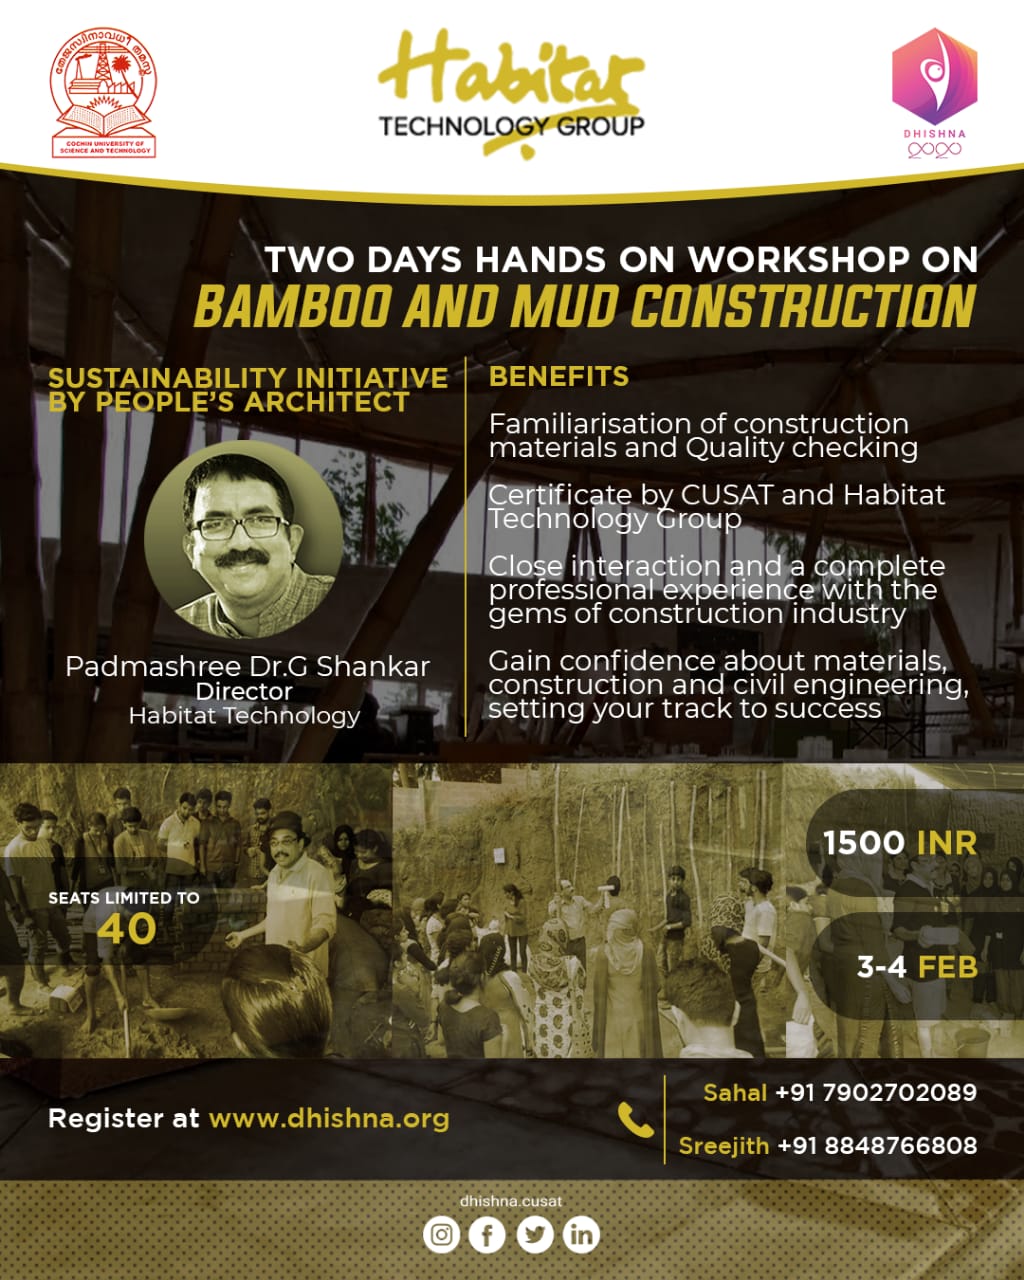 തേജസ്വിനാവധീതമസ്തു
COCHIN UNIVERSITY OF
SCIENCE AND TECHNOLOGY
Habitat
TECHNOLOGY GROUP
DHISHNA
2020
TWO DAYS HANDS ON WORKSHOP ON
BAMBOO AND MUD CONSTRUCTION
SUSTAINABILITY INITIATIVE
BY PEOPLE'S ARCHITECT
Padmashree Dr.G Shankar
Director
Habitat Technology
BENEFITS
Familiarisation of construction
materials and Quality checking
Certificate by CUSAT and Habitat
Technology Group
Close interaction and a complete
professional experience with the
gems of construction industry
Gain confidence about materials,
construction and civil engineering,
setting your track to success
SEATS LIMITED TO
40
1500 INR
3-4 FEB
Register at www.dhishna.org
Sahal +91 7902702089
Sreejith +91 8848766808
dhishna.cusat